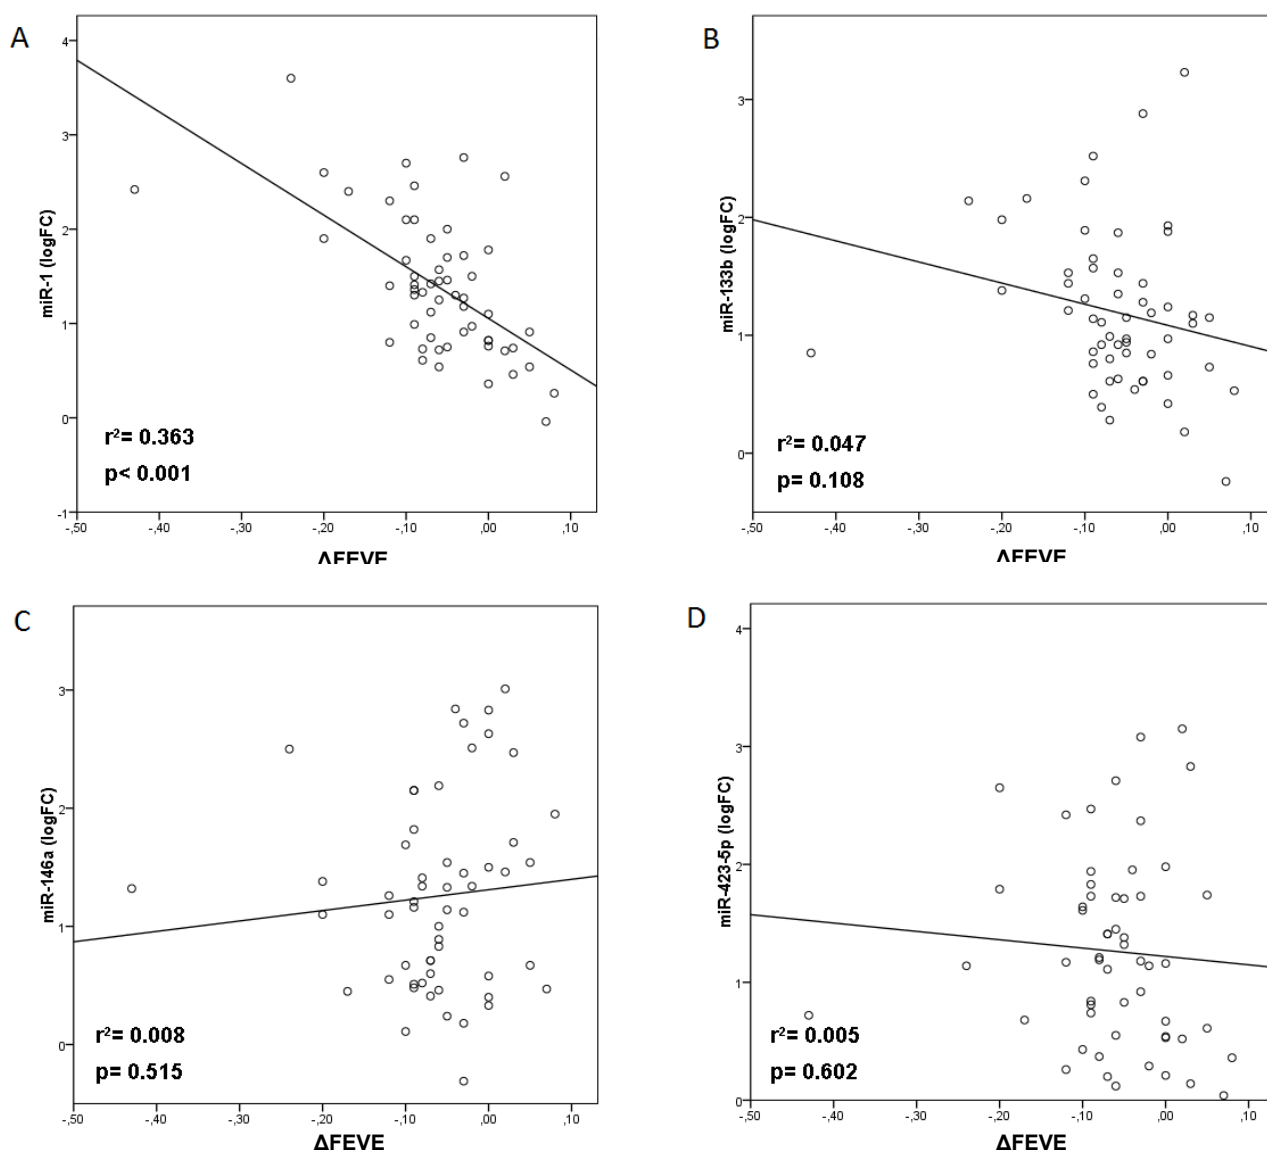 A
miR-1 (logFC)
4
3
2
1
0
-1
r²= 0.363
p< 0.001
-,50 -,40 -,30 -,20 -,10 ,00 ,10
ΔFEVE
B
miR-133b (logFC)
3
2
1
0
r²= 0.047
p= 0.108
-,50 -,40 -,30 -,20 -,10 ,00 ,10
ΔFEVE
C
miR-146a (logFC)
3
2
1
0
r²= 0.008
p= 0.515
-,50 -,40 -,30 -,20 -,10 ,00 ,10
ΔFEVE
D
miR-423-5p (logFC)
4
3
2
1
0
r²= 0.005
p= 0.602
-,50 -,40 -,30 -,20 -,10 ,00 ,10
ΔFEVE